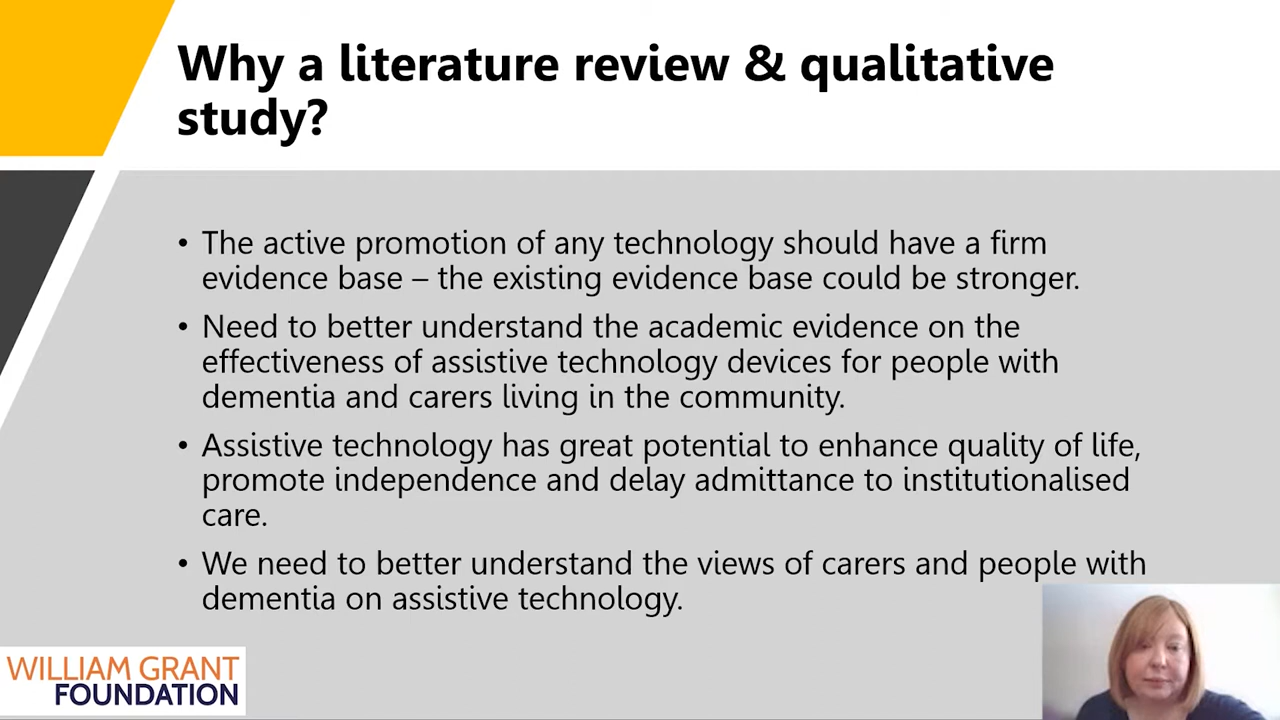 Why a literature review & qualitative
study?
• The active promotion of any technology should have a firm
evidence base – the existing evidence base could be stronger.
• Need to better understand the academic evidence on the
effectiveness of assistive technology devices for people with
dementia and carers living in the community.
• Assistive technology has great potential to enhance quality of life,
promote independence and delay admittance to institutionalised
care.
• We need to better understand the views of carers and people with
dementia on assistive technology.
WILLIAM GRANT
FOUNDATION